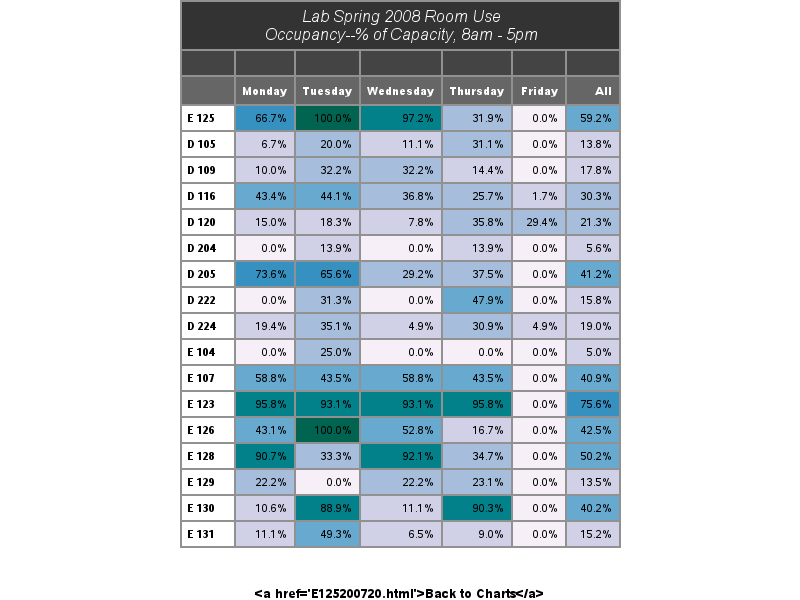 Lab Spring 2008 Room Use
Occupancy--% of Capacity, 8am - 5pm
Monday Tuesday Wednesday Thursday Friday All
E 125 66.7% 100.0% 97.2% 31.9% 0.0% 59.2%
D 105 6.7% 20.0% 11.1% 31.1% 0.0% 13.8%
D 109 10.0% 32.2% 32.2% 14.4% 0.0% 17.8%
D 116 43.4% 44.1% 36.8% 25.7% 1.7% 30.3%
D 120 15.0% 18.3% 7.8% 35.8% 29.4% 21.3%
D 204 0.0% 13.9% 0.0% 13.9% 0.0% 5.6%
D 205 73.6% 65.6% 29.2% 37.5% 0.0% 41.2%
D 222 0.0% 31.3% 0.0% 47.9% 0.0% 15.8%
D 224 19.4% 35.1% 4.9% 30.9% 4.9% 19.0%
E 104 0.0% 25.0% 0.0% 0.0% 0.0% 5.0%
E 107 58.8% 43.5% 58.8% 43.5% 0.0% 40.9%
E 123 95.8% 93.1% 93.1% 95.8% 0.0% 75.6%
E 126 43.1% 100.0% 52.8% 16.7% 0.0% 42.5%
E 128 90.7% 33.3% 92.1% 34.7% 0.0% 50.2%
E 129 22.2% 0.0% 22.2% 23.1% 0.0% 13.5%
E 130 10.6% 88.9% 11.1% 90.3% 0.0% 40.2%
E 131 11.1% 49.3% 6.5% 9.0% 0.0% 15.2%
&lt;a href='E125200720.html'&gt;Back to Charts&lt;/a&gt;